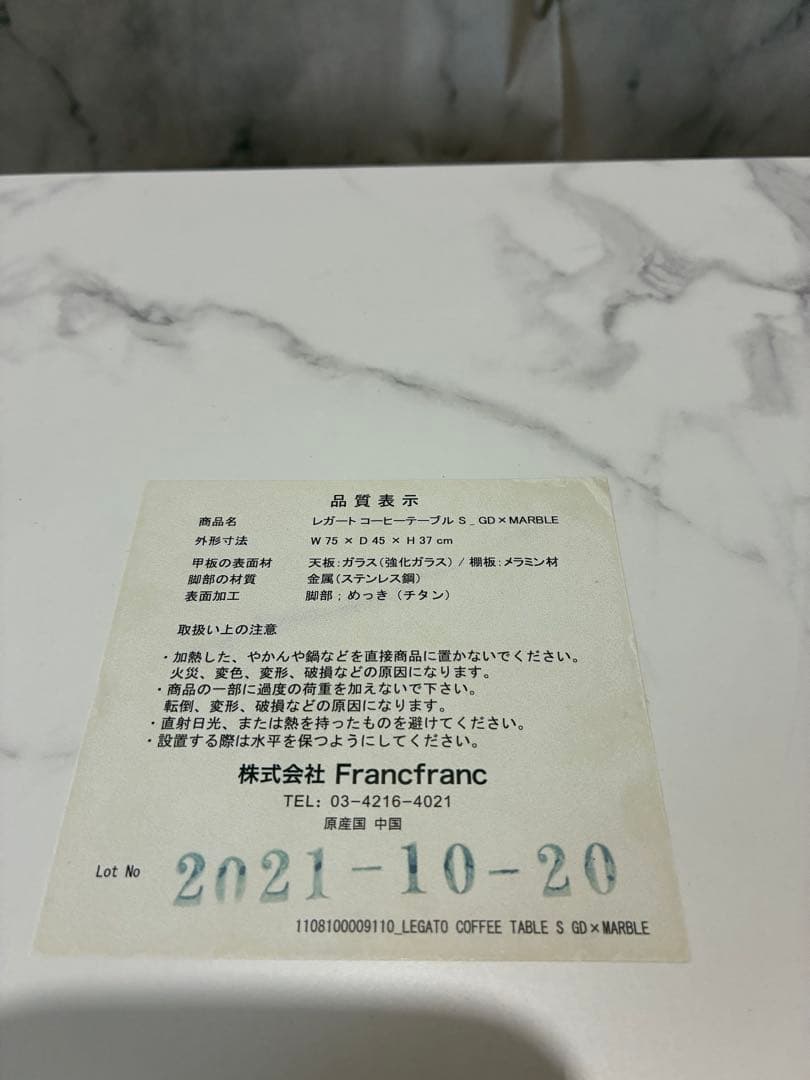 品質表示
商品名 レガート コーヒーテーブル S _ GD×MARBLE
外形寸法 W 75 × D 45 × H 37 cm
甲板の表面材 天板:ガラス(強化ガラス) / 棚板:メラミン材
脚部の材質 金属(ステンレス鋼)
表面加工 脚部；めっき(チタン)
取扱い上の注意
・加熱した、やかんや鍋などを直接商品に置かないでください。
火災、変色、変形、破損などの原因になります。
・商品の一部に過度の荷重を加えないで下さい。
転倒、変形、破損などの原因になります。
・直射日光、または熱を持ったものを避けてください。
・設置する際は水平を保つようにしてください。
株式会社 Francfranc
TEL: 03-4216-4021
原産国 中国
Lot No 2021-10-20
1108100009110_LEGATO COFFEE TABLE S GD×MARBLE